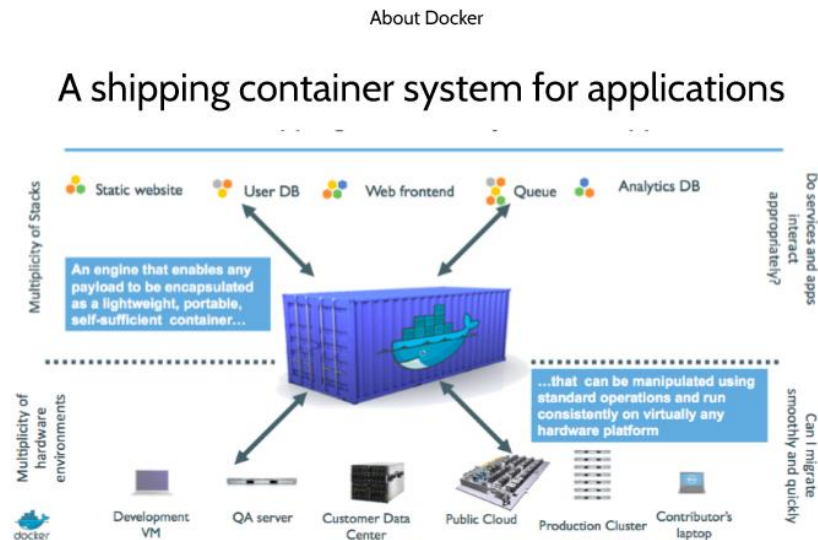 About Docker
A shipping container system for applications
Static website
User DB
Web frontend
Queue
Analytics DB
Multiplicity of Stacks
Do services and apps
interact
appropriately?
An engine that enables any
payload to be encapsulated
as a lightweight, portable,
self-sufficient container...
...that can be manipulated using
standard operations and run
consistently on virtually any
hardware platform
Multiplicity of
hardware
environments
Can I migrate
smoothly and quickly
Development
VM
QA server
Customer Data
Center
Public Cloud
Production Cluster
Contributor's
laptop
docker